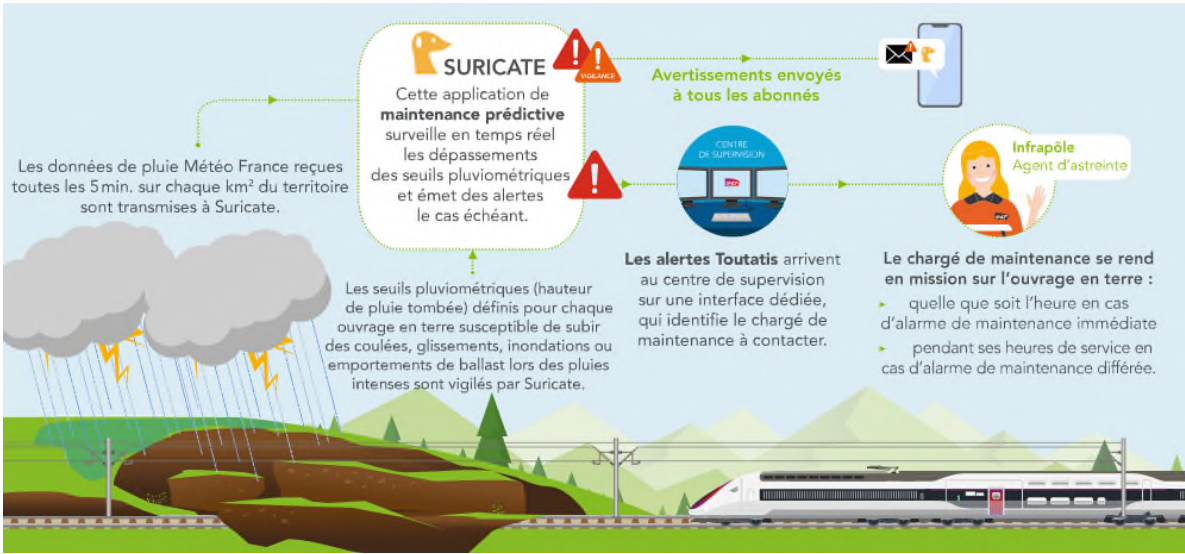 SURICATE
VIGILANCE
Cette application de
maintenance prédictive
surveille en temps réel
les dépassements
des seuils pluviométriques
et émet des alertes
le cas échéant.
Avertissements envoyés
à tous les abonnés
Les données de pluie Météo France reçues
toutes les 5 min. sur chaque km² du territoire
sont transmises à Suricate.
CENTRE
DE SUPERVISION
SNCF
Infrapôle
Agent d'astreinte
Les seuils pluviométriques (hauteur
de pluie tombée) définis pour chaque
ouvrage en terre susceptible de subir
des coulées, glissements, inondations ou
emportements de ballast lors des pluies
intenses sont vigilés par Suricate.
Les alertes Toutatis arrivent
au centre de supervision
sur une interface dédiée,
qui identifie le chargé de
maintenance à contacter.
Le chargé de maintenance se rend
en mission sur l'ouvrage en terre :
► quelle que soit l'heure en cas
d'alarme de maintenance immédiate
► pendant ses heures de service en
cas d'alarme de maintenance différée.